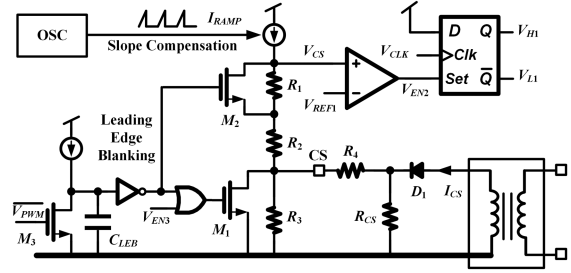 OSC
I_RAMP
Slope Compensation
V_CS
V_CLK
D Q
V_H1
Clk
Set Q̅
V_L1
V_EN2
V_REF1
+
−
R_1
M_2
Leading
Edge
Blanking
R_2
CS
R_4
D_1
I_CS
V̅_PWM
M_3
C_LEB
V̅_EN3
M_1
R_3
R_CS